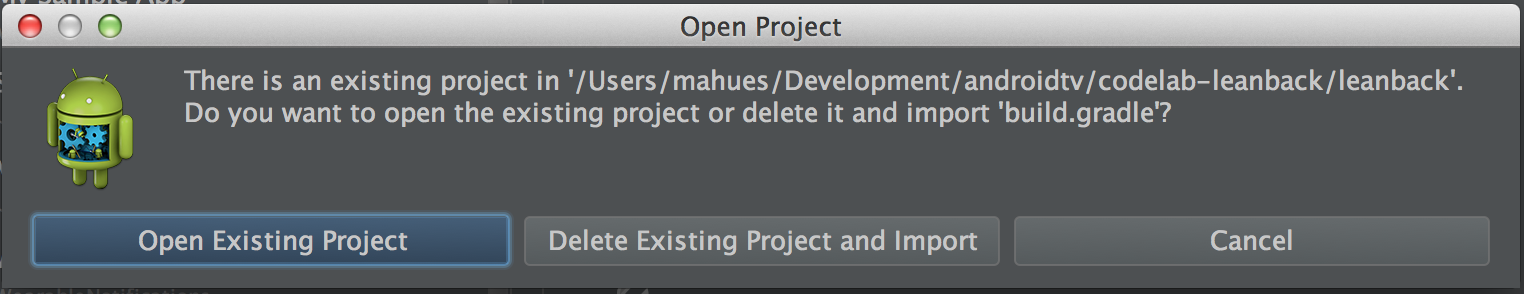 Open Project
There is an existing project in '/Users/mahues/Development/androidtv/codelab-leanback/leanback'.
Do you want to open the existing project or delete it and import 'build.gradle'?
Open Existing Project
Delete Existing Project and Import
Cancel